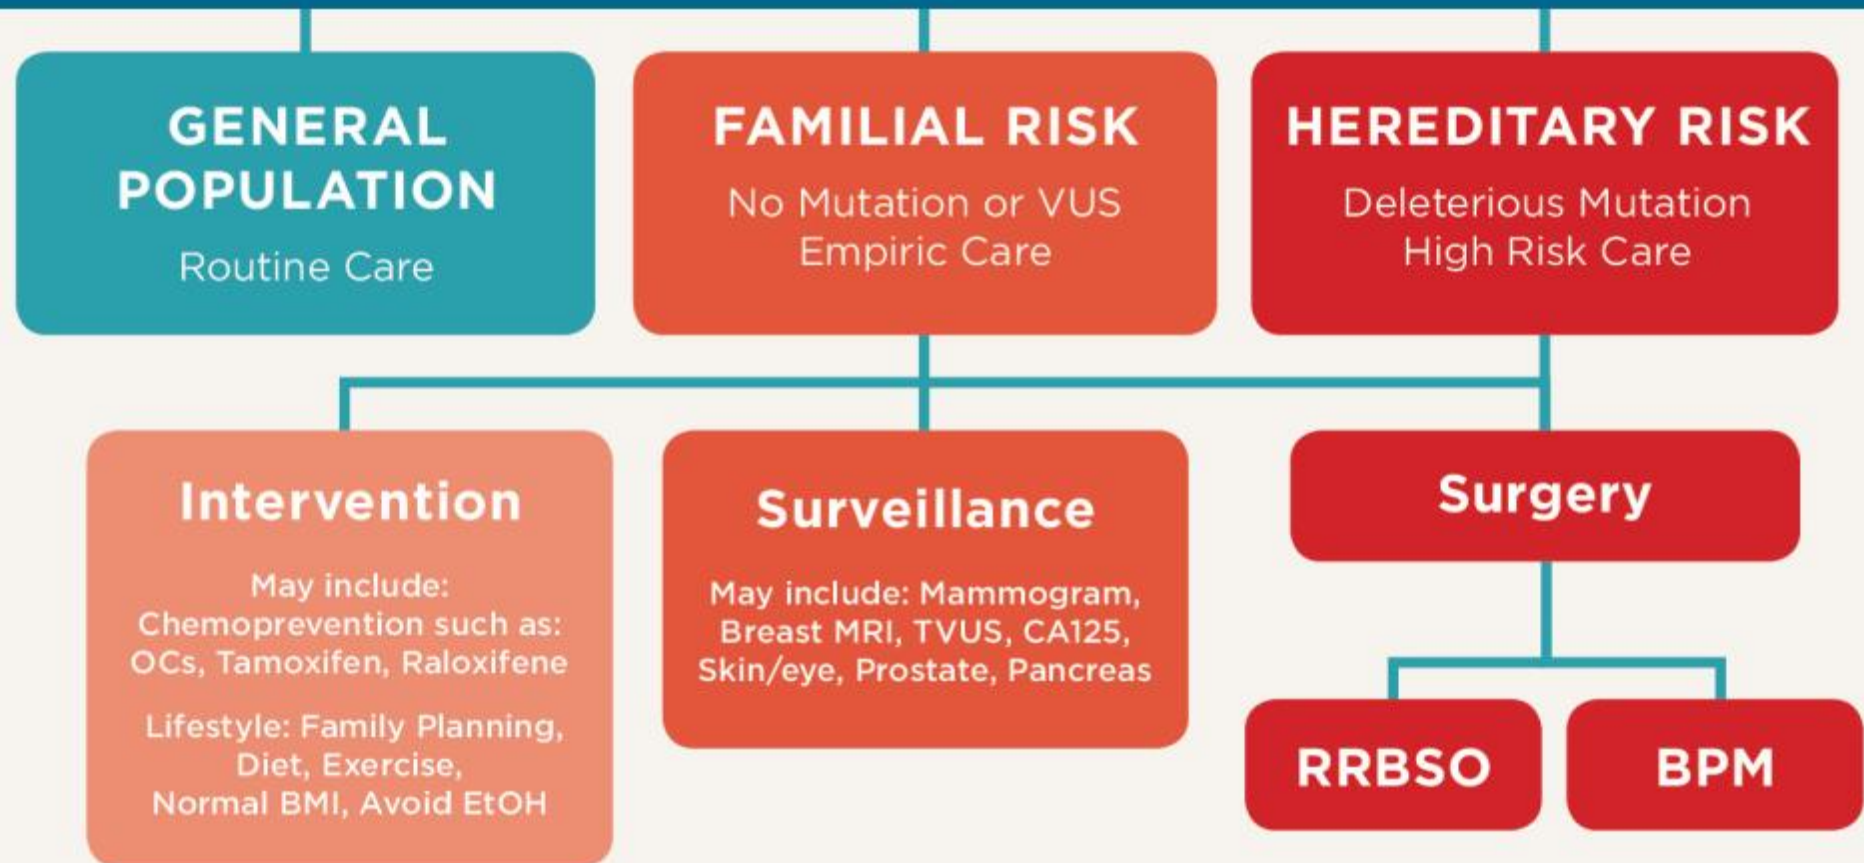 GENERAL
POPULATION
Routine Care
FAMILIAL RISK
No Mutation or VUS
Empiric Care
HEREDITARY RISK
Deleterious Mutation
High Risk Care
Intervention
May include:
Chemoprevention such as:
OCs, Tamoxifen, Raloxifene
Lifestyle: Family Planning,
Diet, Exercise,
Normal BMI, Avoid EtOH
Surveillance
May include: Mammogram,
Breast MRI, TVUS, CA125,
Skin/eye, Prostate, Pancreas
Surgery
RRBSO
BPM